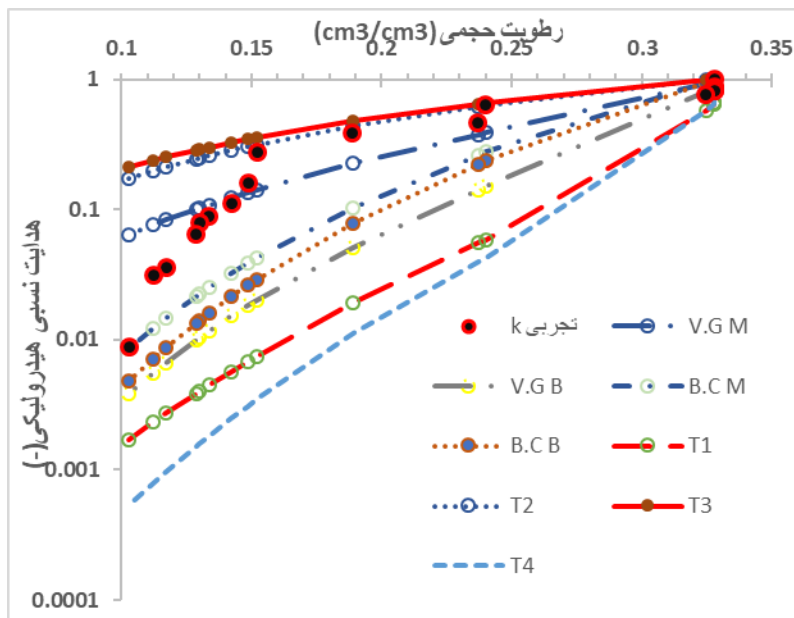 رطوبت حجمی (cm3/cm3)
0.1 0.15 0.2 0.25 0.3 0.35
1
0.1
0.01
0.001
0.0001
هدایت نسبی هیدرولیکی(-)
k تجربی V.G M
V.G B B.C M
B.C B T1
T2 T3
T4